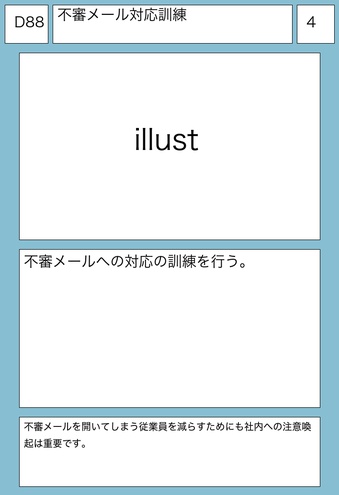 D88
不審メール対応訓練
4
illust
不審メールへの対応の訓練を行う。
不審メールを開いてしまう従業員を減らすためにも社内への注意喚
起は重要です。